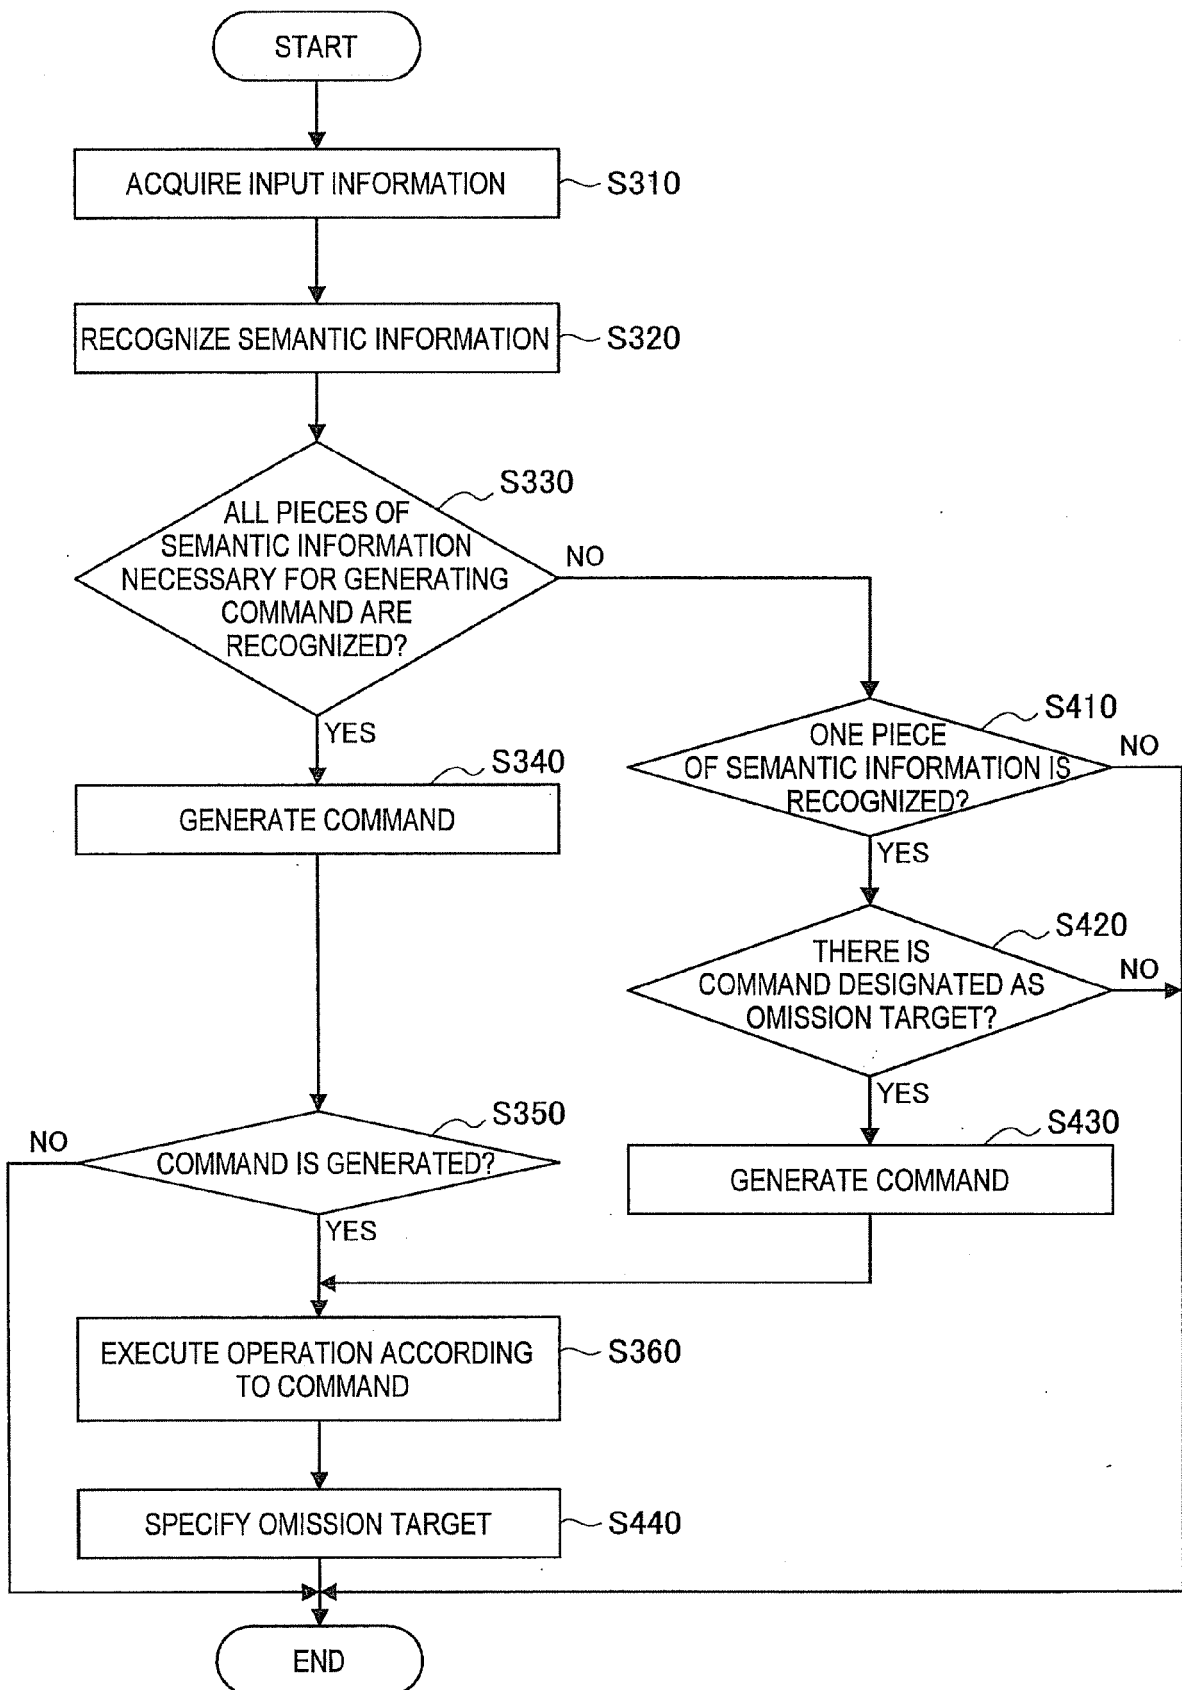 START
ACQUIRE INPUT INFORMATION
S310
RECOGNIZE SEMANTIC INFORMATION
S320
S330
ALL PIECES OF
SEMANTIC INFORMATION
NECESSARY FOR GENERATING
COMMAND ARE
RECOGNIZED?
NO
YES
S340
GENERATE COMMAND
S410
ONE PIECE
OF SEMANTIC INFORMATION IS
RECOGNIZED?
NO
YES
S420
THERE IS
COMMAND DESIGNATED AS
OMISSION TARGET?
NO
YES
S430
GENERATE COMMAND
S350
NO
COMMAND IS GENERATED?
YES
EXECUTE OPERATION ACCORDING
TO COMMAND
S360
SPECIFY OMISSION TARGET
S440
END